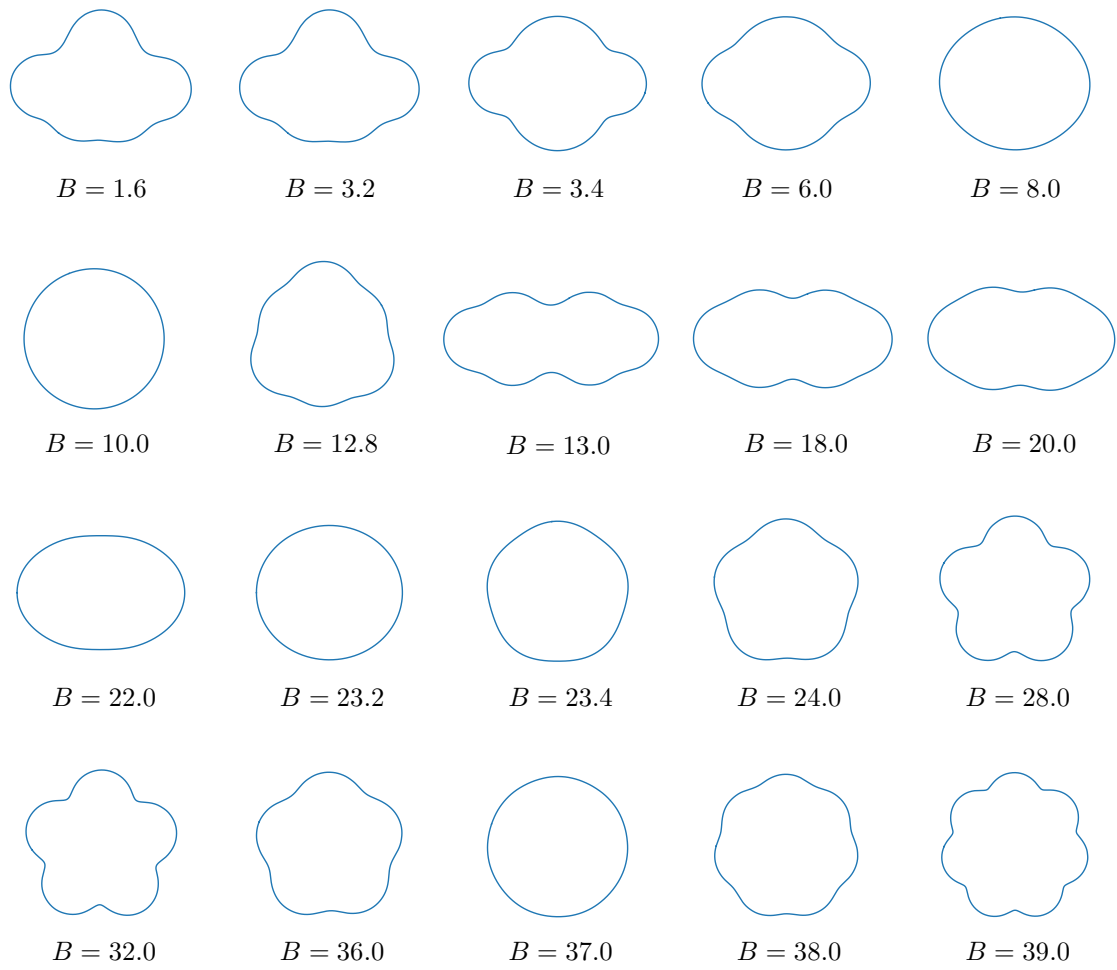 B = 1.6
B = 3.2
B = 3.4
B = 6.0
B = 8.0
B = 10.0
B = 12.8
B = 13.0
B = 18.0
B = 20.0
B = 22.0
B = 23.2
B = 23.4
B = 24.0
B = 28.0
B = 32.0
B = 36.0
B = 37.0
B = 38.0
B = 39.0